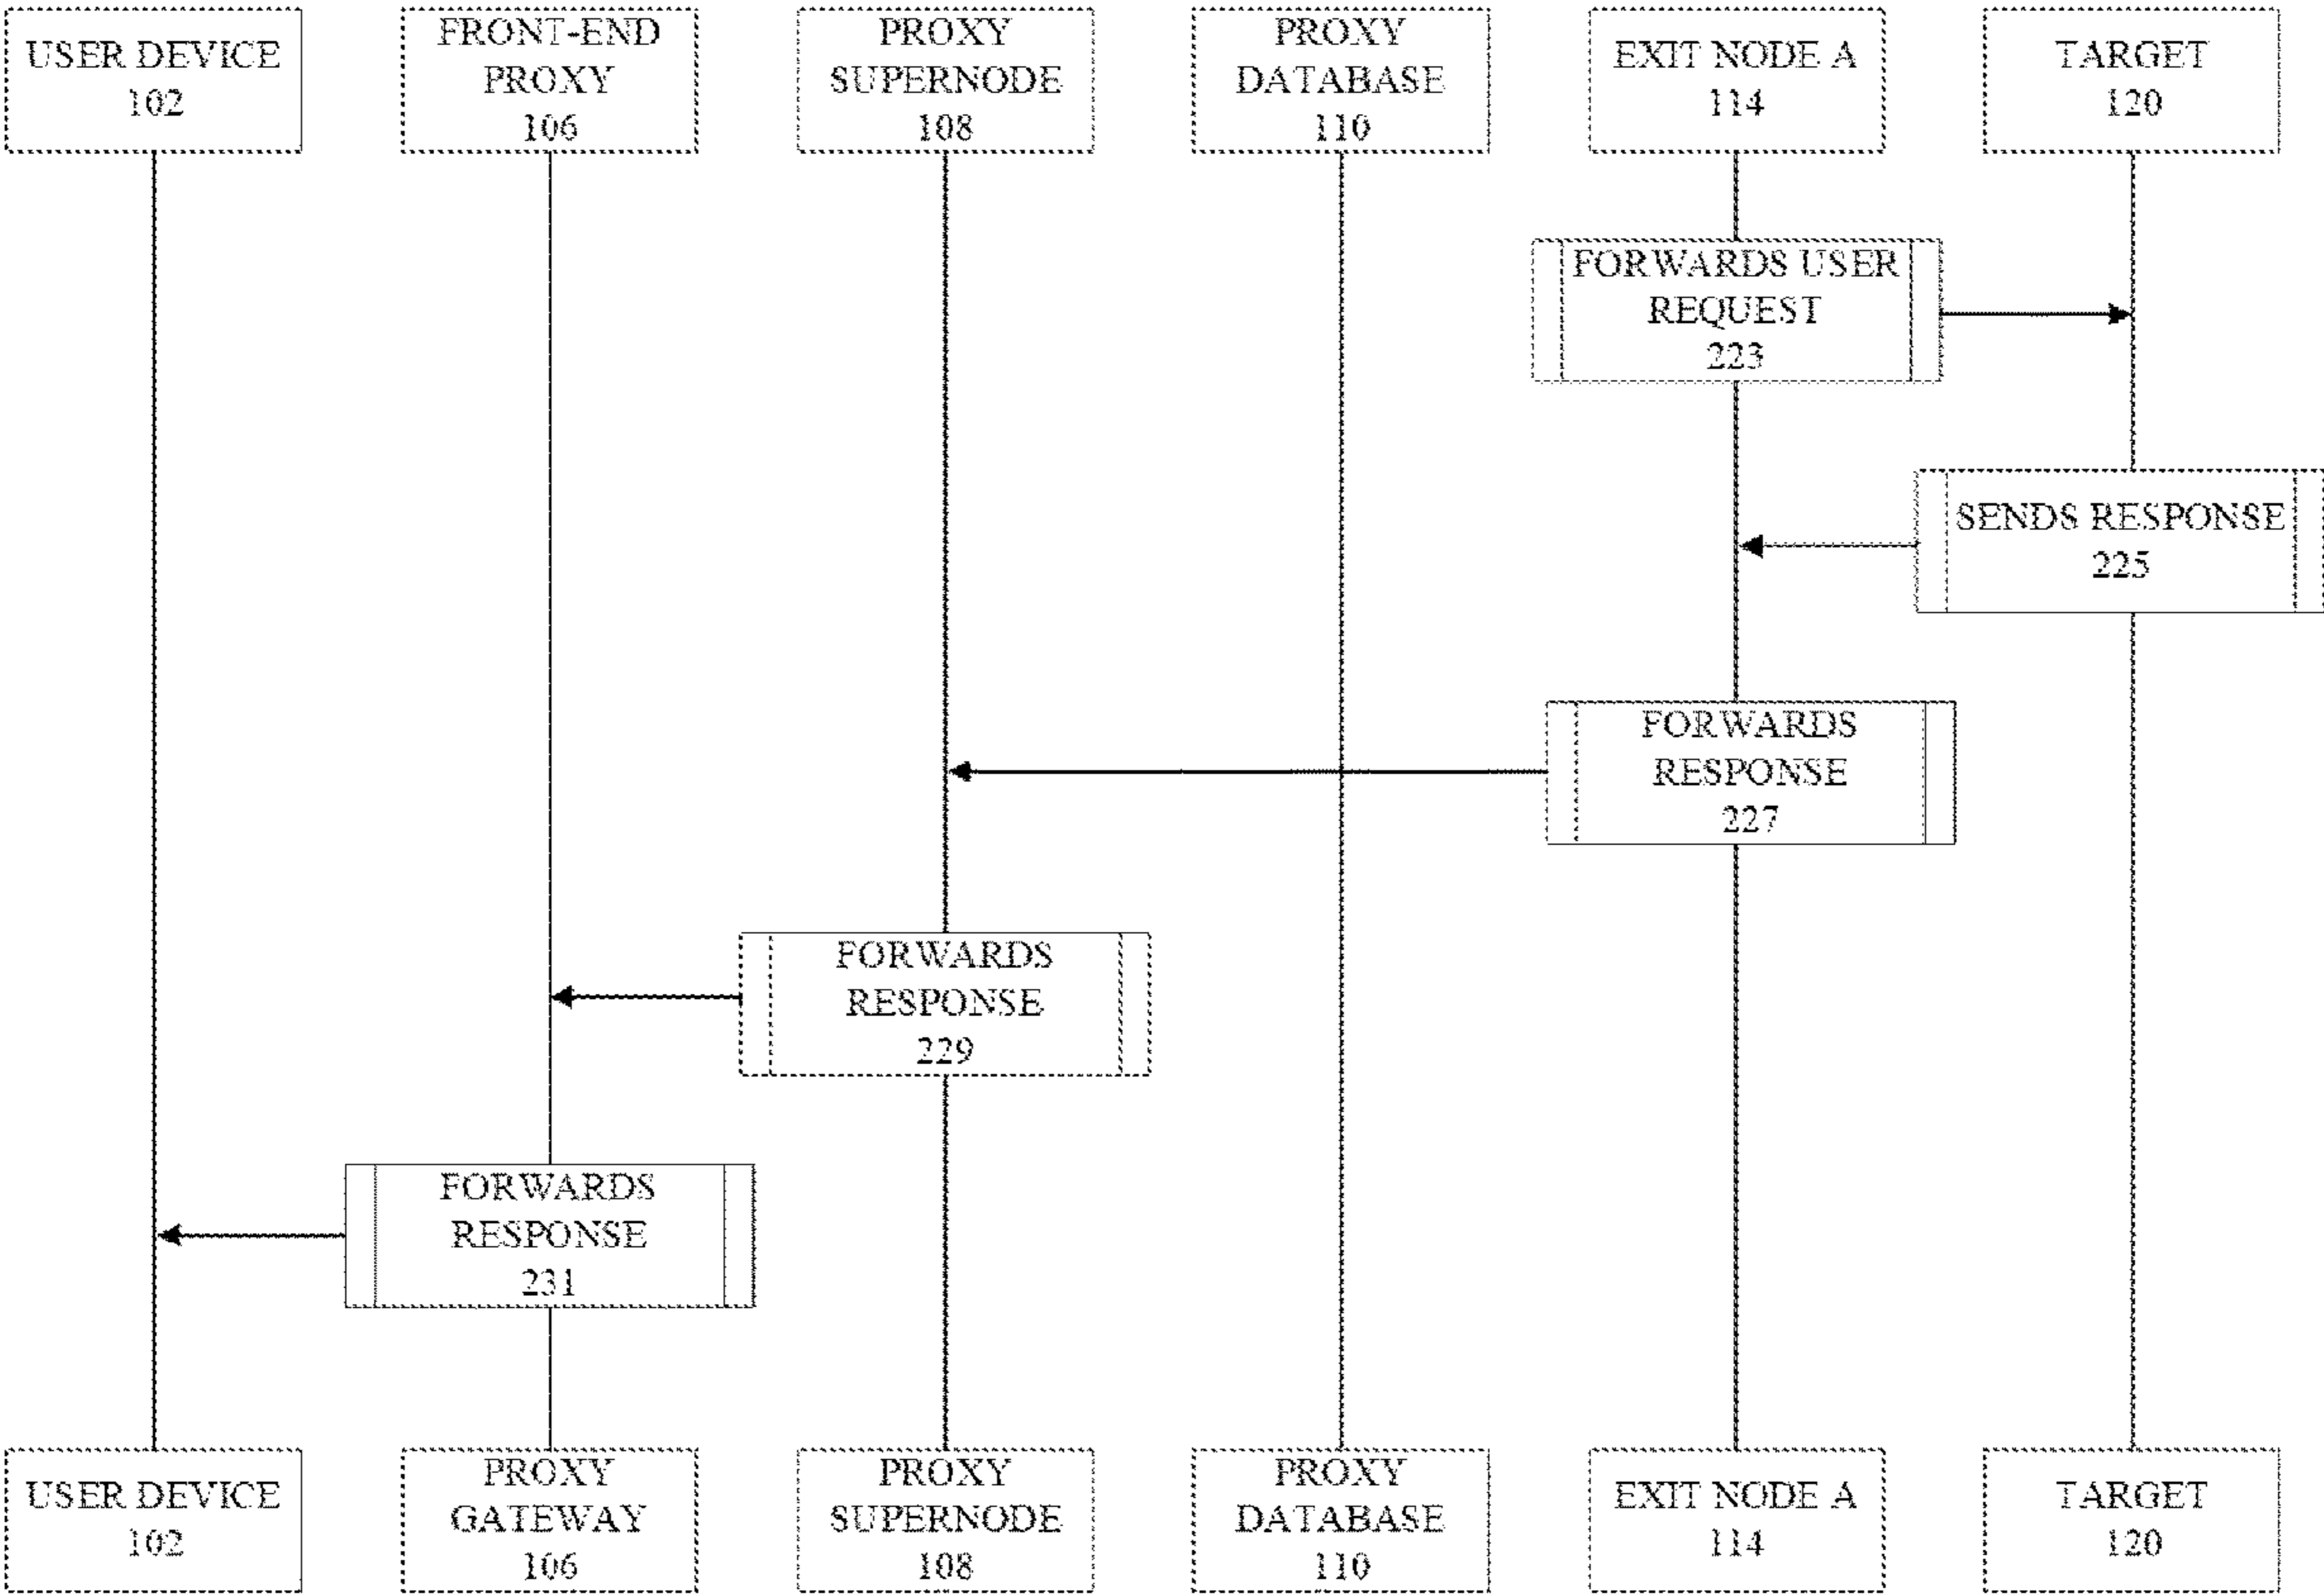 USER DEVICE
102
FRONT-END
PROXY
106
PROXY
SUPERNODE
108
PROXY
DATABASE
110
EXIT NODE A
114
TARGET
120
FORWARDS USER
REQUEST
223
SENDS RESPONSE
225
FORWARDS
RESPONSE
227
FORWARDS
RESPONSE
229
FORWARDS
RESPONSE
231
USER DEVICE
102
PROXY
GATEWAY
106
PROXY
SUPERNODE
108
PROXY
DATABASE
110
EXIT NODE A
114
TARGET
120